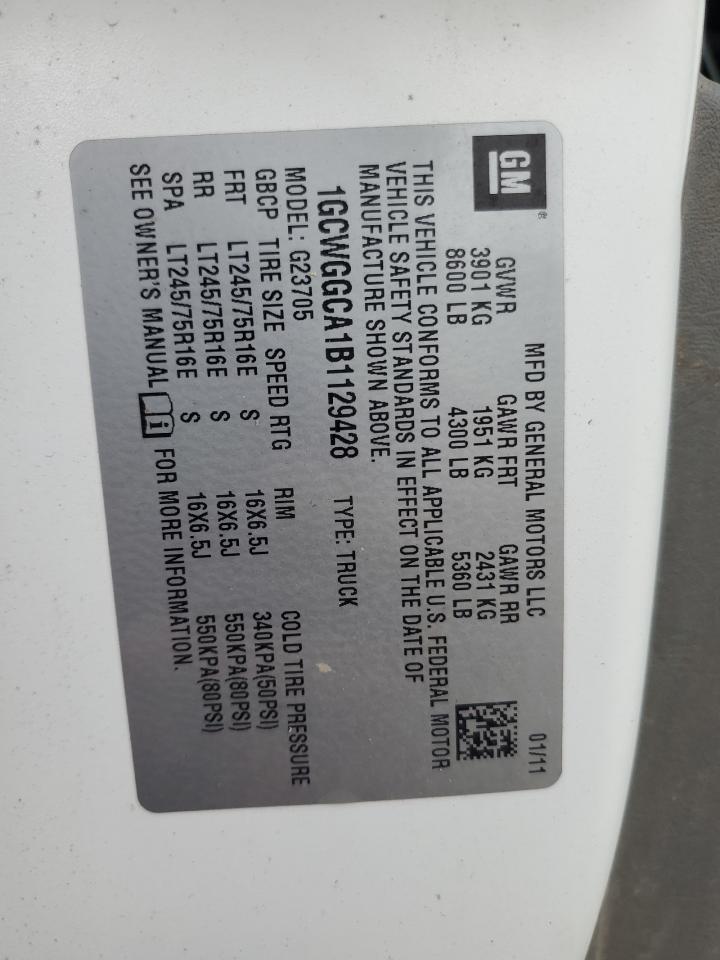 GM®
MFD BY GENERAL MOTORS LLC 01/11
GVWR GAWR FRT GAWR RR
3901 KG 1951 KG 2431 KG
8600 LB 4300 LB 5360 LB
THIS VEHICLE CONFORMS TO ALL APPLICABLE U.S. FEDERAL MOTOR
VEHICLE SAFETY STANDARDS IN EFFECT ON THE DATE OF
MANUFACTURE SHOWN ABOVE.
1GCWGGCA1B1129428 TYPE: TRUCK
MODEL: G23705
GBCP TIRE SIZE SPEED RTG RIM COLD TIRE PRESSURE
FRT LT245/75R16E S 16X6.5J 340KPA(50PSI)
RR LT245/75R16E S 16X6.5J 550KPA(80PSI)
SPA LT245/75R16E S 16X6.5J 550KPA(80PSI)
SEE OWNER'S MANUAL i FOR MORE INFORMATION.